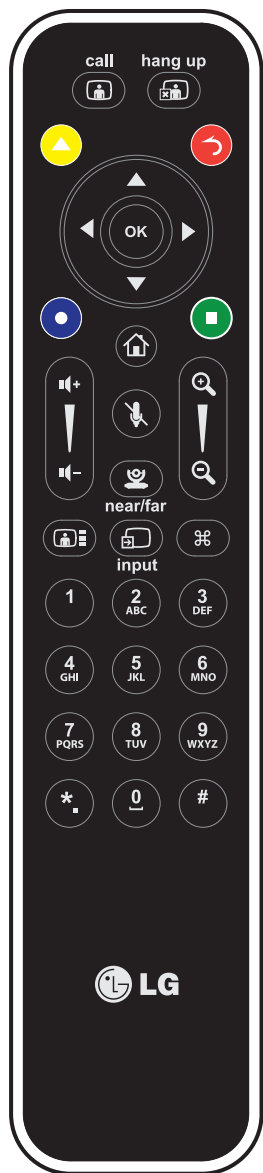 call hang up
OK
+
−
near/far
input
⌘
1 2 3
ABC DEF
4 5 6
GHI JKL MNO
7 8 9
PQRS TUV WXYZ
*. 0 #
LG